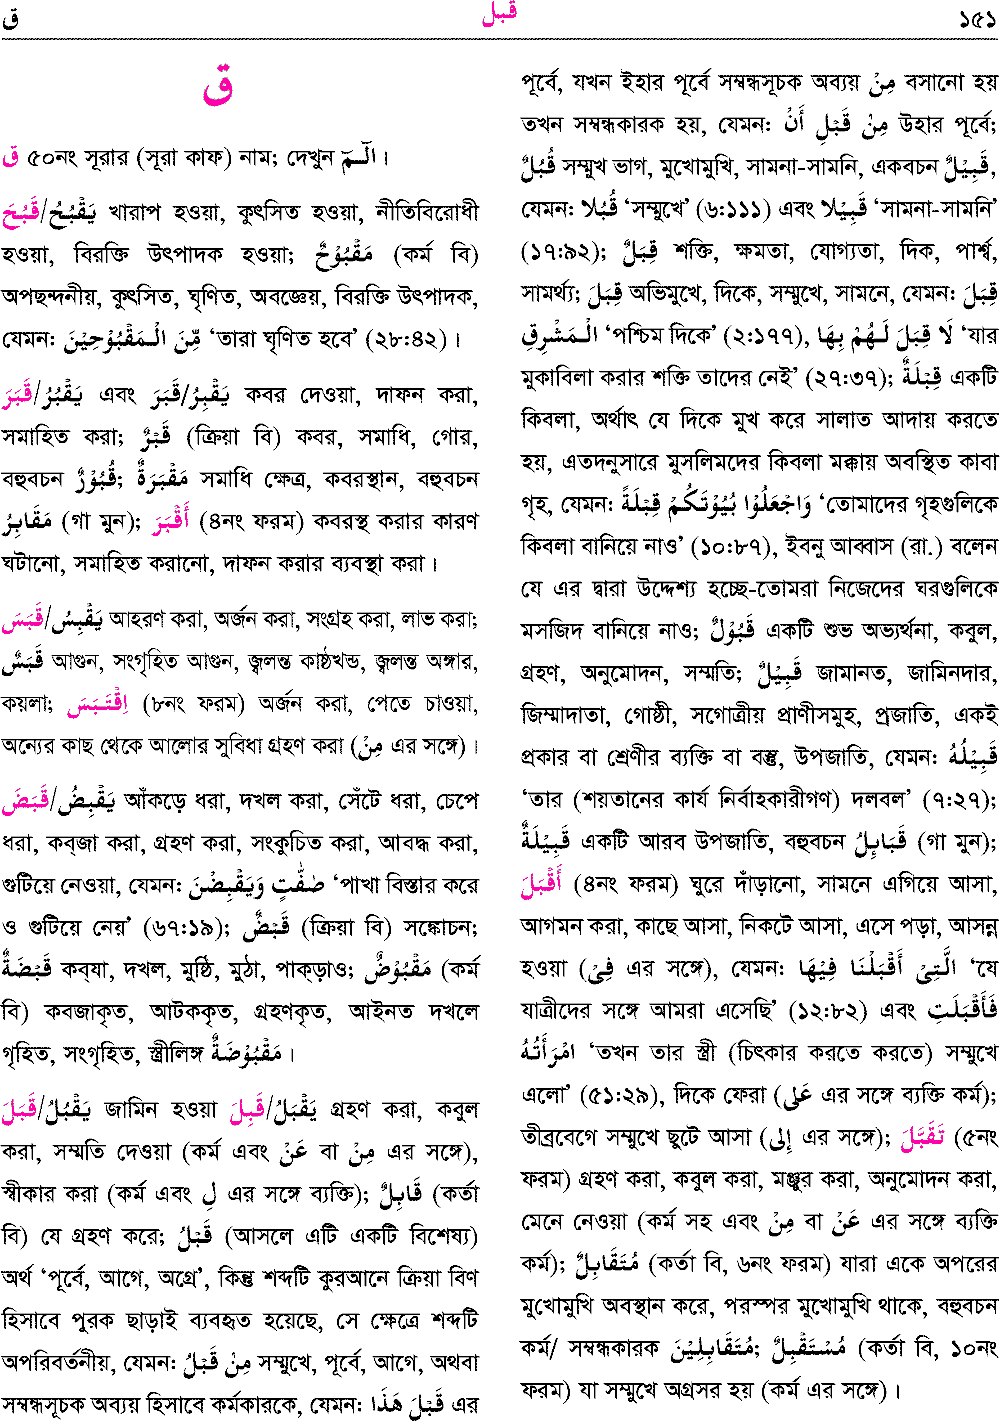 ق قبل ১৫১
ق
ق ৫০নং সূরার (সূরা কাফ) নাম; দেখুন الٓـمٓ ।
قَبُحَ/يَقْبُحُ খারাপ হওয়া, কুৎসিত হওয়া, নীতিবিরোধী
হওয়া, বিরক্তি উৎপাদক হওয়া; مَقْبُوْحٌ (কর্ম বি)
অপছন্দনীয়, কুৎসিত, ঘৃণিত, অবজ্ঞেয়, বিরক্তি উৎপাদক,
যেমন: مِّنَ الْـمَقْبُوْحِيْنَ ‘তারা ঘৃণিত হবে’ (২৮:৪২)।
قَبَرَ/يَقْبُرُ এবং قَبَرَ/يَقْبِرُ কবর দেওয়া, দাফন করা,
সমাহিত করা; قَبْرٌ (ক্রিয়া বি) কবর, সমাধি, গোর,
বহুবচন قُبُوْرٌ; مَقْبَرَةٌ সমাধি ক্ষেত্র, কবরস্থান, বহুবচন
مَقَابِرُ (গা মুন); أَقْبَرَ (৪নং ফরম) কবরস্থ করার কারণ
ঘটানো, সমাহিত করানো, দাফন করার ব্যবস্থা করা।
قَبَسَ/يَقْبِسُ আহরণ করা, অর্জন করা, সংগ্রহ করা, লাভ করা;
قَبَسٌ আগুন, সংগৃহিত আগুন, জ্বলন্ত কাষ্ঠখন্ড, জ্বলন্ত অঙ্গার,
কয়লা; اِقْتَـبَسَ (৮নং ফরম) অর্জন করা, পেতে চাওয়া,
অন্যের কাছ থেকে আলোর সুবিধা গ্রহণ করা (مِنْ এর সঙ্গে)।
قَبَضَ/يَقْبِضُ আঁকড়ে ধরা, দখল করা, সেঁটে ধরা, চেপে
ধরা, কব্‌জা করা, গ্রহণ করা, সংকুচিত করা, আবদ্ধ করা,
গুটিয়ে নেওয়া, যেমন: صٰفّٰتٍ وَيَقْبِضْنَ ‘পাখা বিস্তার করে
ও গুটিয়ে নেয়’ (৬৭:১৯); قَبْضٌ (ক্রিয়া বি) সঙ্কোচন;
قَبْضَةٌ কব্‌যা, দখল, মুষ্ঠি, মুঠা, পাক্‌ড়াও; مَقْبُوْضٌ (কর্ম
বি) কবজাকৃত, আটককৃত, গ্রহণকৃত, আইনত দখলে
গৃহিত, সংগৃহিত, স্ত্রীলিঙ্গ مَقْبُوْضَةٌ ।
قَبَلَ/يَقْبُلُ জামিন হওয়া قَبِلَ/يَقْبَلُ গ্রহণ করা, কবুল
করা, সম্মতি দেওয়া (কর্ম এবং عَنْ বা مِنْ এর সঙ্গে),
স্বীকার করা (কর্ম এবং لِ এর সঙ্গে ব্যক্তি); قَابِلٌ (কর্তা
বি) যে গ্রহণ করে; قَبْلُ (আসলে এটি একটি বিশেষ্য)
অর্থ ‘পূর্বে, আগে, অগ্রে’, কিন্তু শব্দটি কুরআনে ক্রিয়া বিণ
হিসাবে পুরক ছাড়াই ব্যবহৃত হয়েছে, সে ক্ষেত্রে শব্দটি
অপরিবর্তনীয়, যেমন: مِنْ قَبْلُ সম্মুখে, পূর্বে, আগে, অথবা
সম্বন্ধসূচক অব্যয় হিসাবে কর্মকারকে, যেমন: قَبْلَ هَذَا এর
পূর্বে, যখন ইহার পূর্বে সম্বন্ধসূচক অব্যয় مِنْ বসানো হয়
তখন সম্বন্ধকারক হয়, যেমন: مِنْ قَبْلِ أَنْ উহার পূর্বে;
قُبُلٌ সম্মুখ ভাগ, মুখোমুখি, সামনা-সামনি, একবচন قَبِيْلٌ,
যেমন: قُبُلا ‘সম্মুখে’ (৬:১১১) এবং قَبِيْلا ‘সামনা-সামনি’
(১৭:৯২); قِبَلٌ শক্তি, ক্ষমতা, যোগ্যতা, দিক, পার্শ্ব,
সামর্থ্য; قِبَلَ অভিমুখে, দিকে, সম্মুখে, সামনে, যেমন: قِبَلَ
الْـمَشْرِقِ ‘পশ্চিম দিকে’ (২:১৭৭), لَا قِبَلَ لَـهُمْ بِهَا ‘যার
মুকাবিলা করার শক্তি তাদের নেই’ (২৭:৩৭); قِبْلَةٌ একটি
কিবলা, অর্থাৎ যে দিকে মুখ করে সালাত আদায় করতে
হয়, এতদনুসারে মুসলিমদের কিবলা মক্কায় অবস্থিত কাবা
গৃহ, যেমন: وَاجْعَلُوْا بُيُوْتَكُمْ قِبْلَةً ‘তোমাদের গৃহগুলিকে
কিবলা বানিয়ে নাও’ (১০:৮৭), ইবনু আব্বাস (রা.) বলেন
যে এর দ্বারা উদ্দেশ্য হচ্ছে-তোমরা নিজেদের ঘরগুলিকে
মসজিদ বানিয়ে নাও; قَبُوْلٌ একটি শুভ অভ্যর্থনা, কবুল,
গ্রহণ, অনুমোদন, সম্মতি; قَبِيْلٌ জামানত, জামিনদার,
জিম্মাদাতা, গোষ্ঠী, সগোত্রীয় প্রাণীসমুহ, প্রজাতি, একই
প্রকার বা শ্রেণীর ব্যক্তি বা বস্তু, উপজাতি, যেমন: قَبِيْلُهُ
‘তার (শয়তানের কার্য নির্বাহকারীগণ) দলবল’ (৭:২৭);
قَبِيْلَةٌ একটি আরব উপজাতি, বহুবচন قَبَايِلُ (গা মুন);
أَقْبَلَ (৪নং ফরম) ঘুরে দাঁড়ানো, সামনে এগিয়ে আসা,
আগমন করা, কাছে আসা, নিকটে আসা, এসে পড়া, আসন্ন
হওয়া (فِيْ এর সঙ্গে), যেমন: الَّتِيْ أَقْبَلْنَا فِيْهَا ‘যে
যাত্রীদের সঙ্গে আমরা এসেছি’ (১২:৮২) এবং فَأَقْبَلَتِ
امْرَأَتُهُ ‘তখন তার স্ত্রী (চিৎকার করতে করতে) সম্মুখে
এলো’ (৫১:২৯), দিকে ফেরা (عَلى এর সঙ্গে ব্যক্তি কর্ম);
তীব্রবেগে সম্মুখে ছুটে আসা (إِلى এর সঙ্গে); تَقَبَّلَ (৫নং
ফরম) গ্রহণ করা, কবুল করা, মঞ্জুর করা, অনুমোদন করা,
মেনে নেওয়া (কর্ম সহ এবং مِنْ বা عَنْ এর সঙ্গে ব্যক্তি
কর্ম); مُتَقَابِلٌ (কর্তা বি, ৬নং ফরম) যারা একে অপরের
মুখোমুখি অবস্থান করে, পরস্পর মুখোমুখি থাকে, বহুবচন
কর্ম/ সম্বন্ধকারক مُتَقَابِلِيْنَ; مُسْتَقْبِلٌ (কর্তা বি, ১০নং
ফরম) যা সম্মুখে অগ্রসর হয় (কর্ম এর সঙ্গে)।